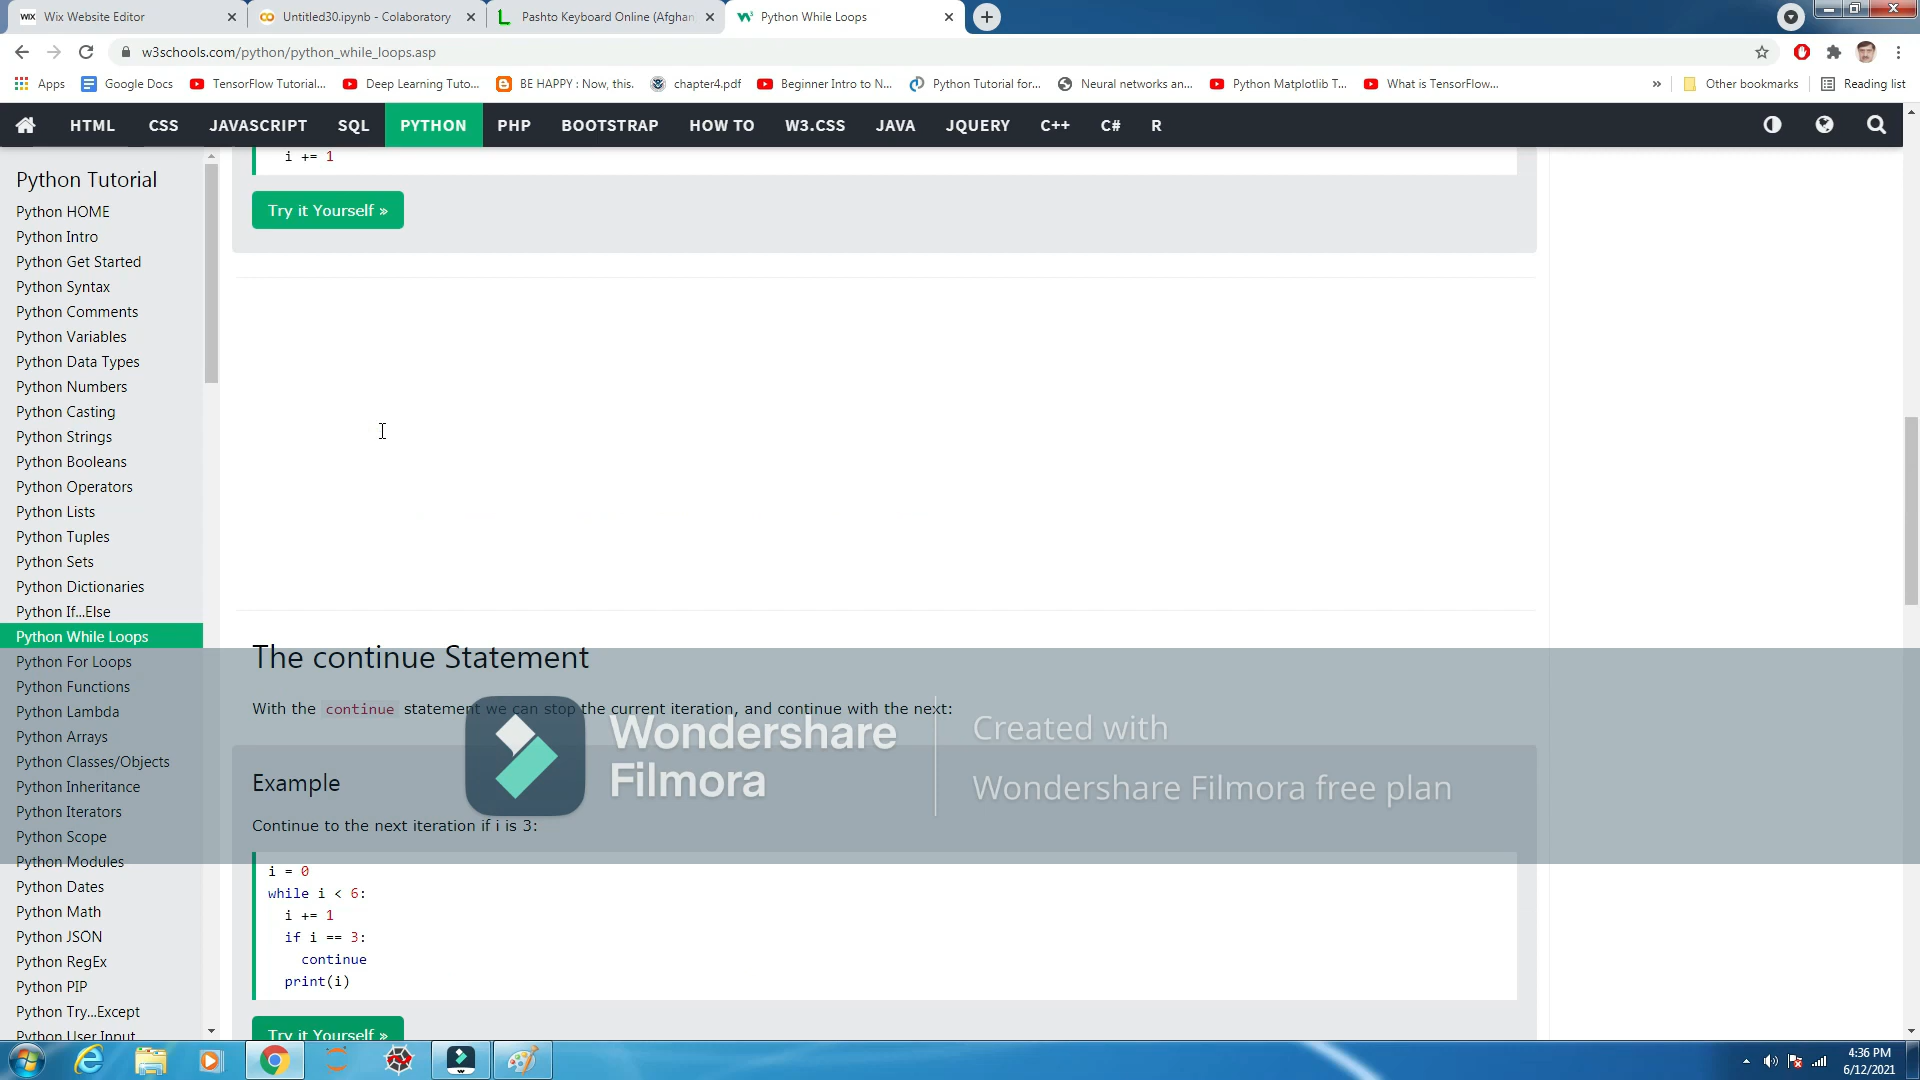 Wix Website Editor
Untitled30.ipynb - Colaboratory
Pashto Keyboard Online (Afghan
Python While Loops
w3schools.com/python/python_while_loops.asp
Apps
Google Docs
TensorFlow Tutorial...
Deep Learning Tuto...
BE HAPPY : Now, this.
chapter4.pdf
Beginner Intro to N...
Python Tutorial for...
Neural networks an...
Python Matplotlib T...
What is TensorFlow...
»
Other bookmarks
Reading list
HTML
CSS
JAVASCRIPT
SQL
PYTHON
PHP
BOOTSTRAP
HOW TO
W3.CSS
JAVA
JQUERY
C++
C#
R
Python Tutorial
Python HOME
Python Intro
Python Get Started
Python Syntax
Python Comments
Python Variables
Python Data Types
Python Numbers
Python Casting
Python Strings
Python Booleans
Python Operators
Python Lists
Python Tuples
Python Sets
Python Dictionaries
Python If...Else
Python While Loops
Python For Loops
Python Functions
Python Lambda
Python Arrays
Python Classes/Objects
Python Inheritance
Python Iterators
Python Scope
Python Modules
Python Dates
Python Math
Python JSON
Python RegEx
Python PIP
Python Try...Except
Python User Input
i += 1
Try it Yourself »
The continue Statement
With the continue statement we can stop the current iteration, and continue with the next:
Example
Continue to the next iteration if i is 3:
i = 0
while i < 6:
i += 1
if i == 3:
continue
print(i)
Try it Yourself »
Wondershare
Filmora
Created with
Wondershare Filmora free plan
4:36 PM
6/12/2021